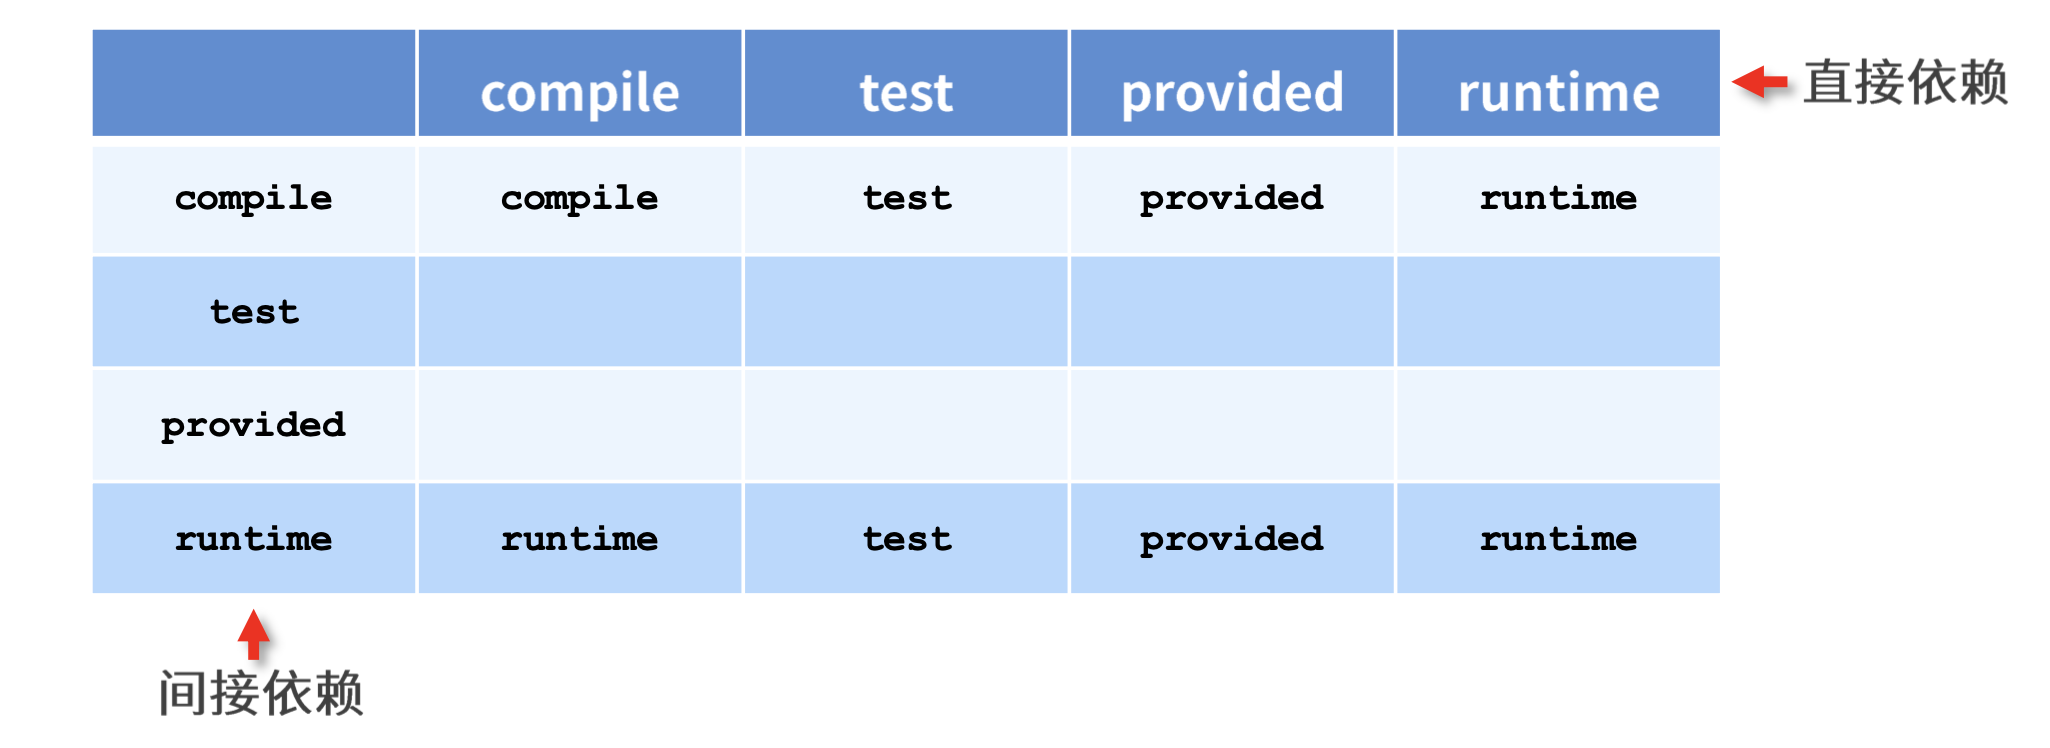 compile test provided runtime 直接依赖
compile compile test provided runtime
test
provided
runtime runtime test provided runtime
间接依赖